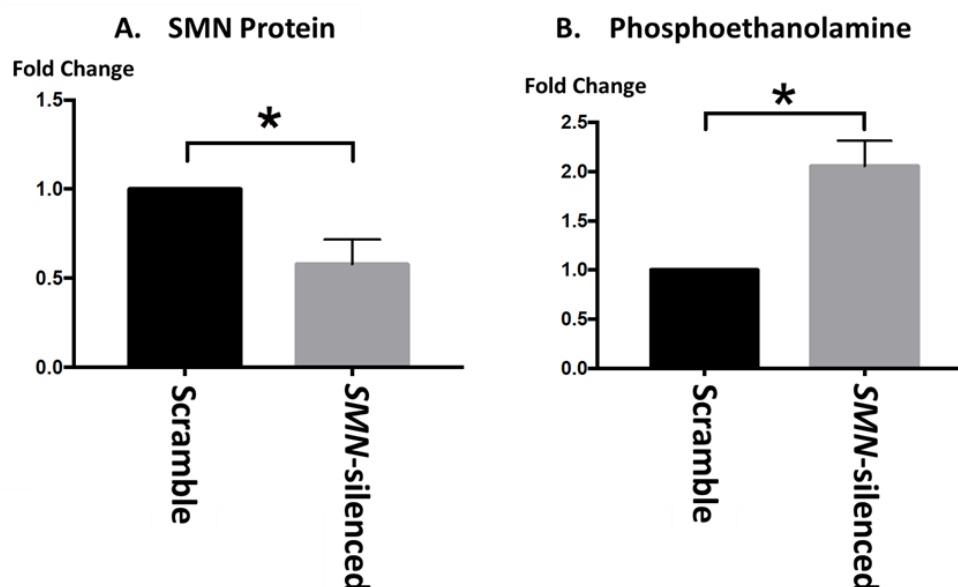 A. SMN Protein
Fold Change
1.5
*
1.0
0.5
0.0
Scramble
SMN-silenced
B. Phosphoethanolamine
Fold Change
*
2.5
2.0
1.5
1.0
0.5
0.0
Scramble
SMN-silenced